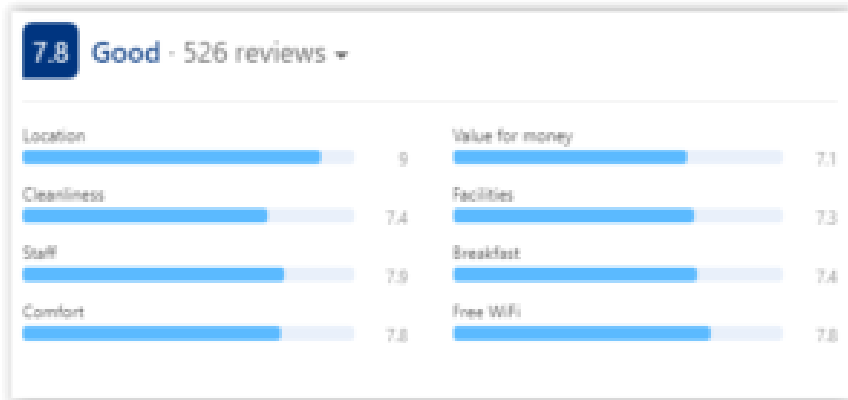 7.8 Good · 526 reviews
Location 9
Value for money 7.1
Cleanliness 7.4
Facilities 7.3
Staff 7.9
Breakfast 7.4
Comfort 7.8
Free WiFi 7.8